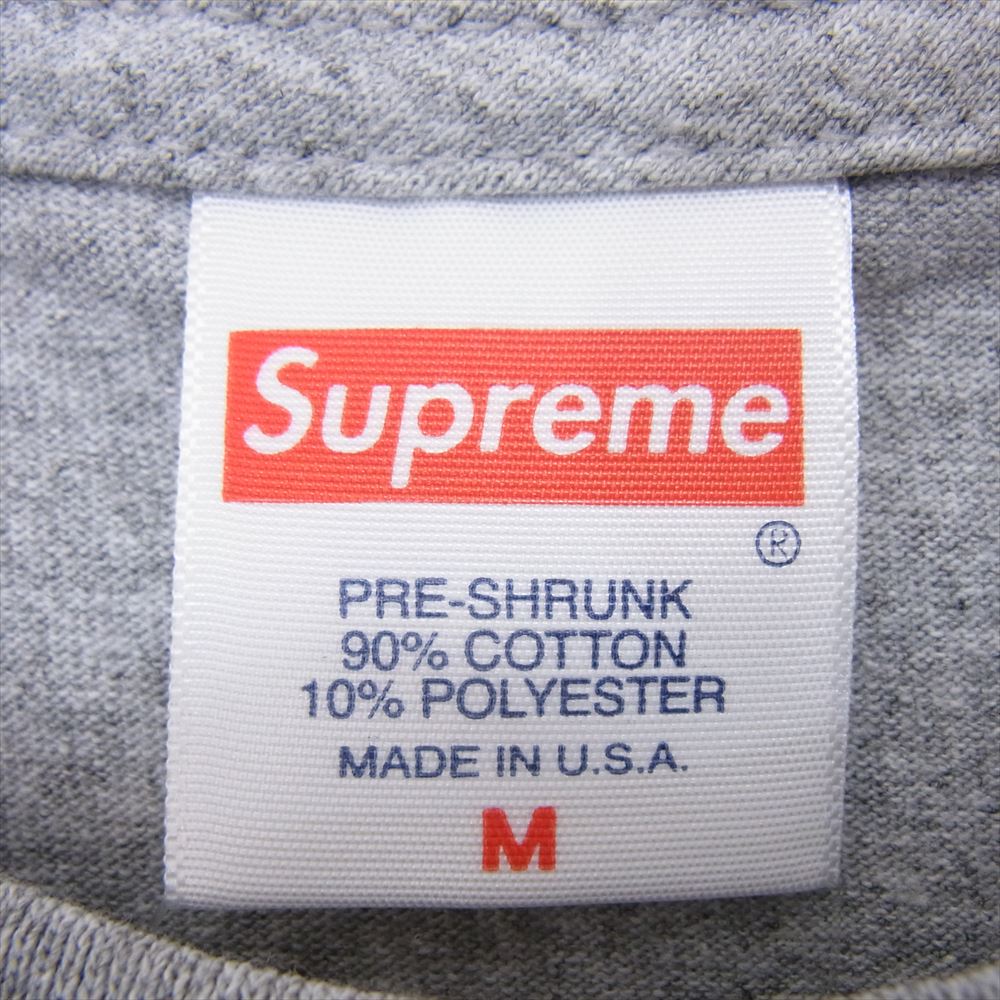 Supreme
®
PRE-SHRUNK
90% COTTON
10% POLYESTER
MADE IN U.S.A.
M